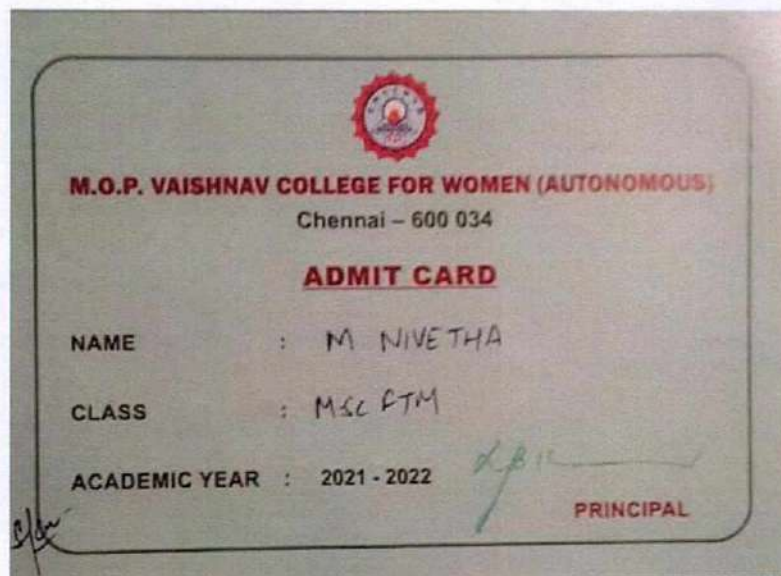 M.O.P. VAISHNAV COLLEGE FOR WOMEN (AUTONOMOUS)
Chennai – 600 034
ADMIT CARD
NAME : M NIVETHA
CLASS : MSC FTM
ACADEMIC YEAR : 2021 - 2022
PRINCIPAL